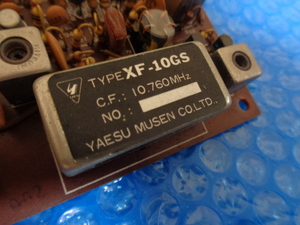 TYPE XF-10GS
C.F.: 10.760MHz
NO.:
YAESU MUSEN CO.LTD.